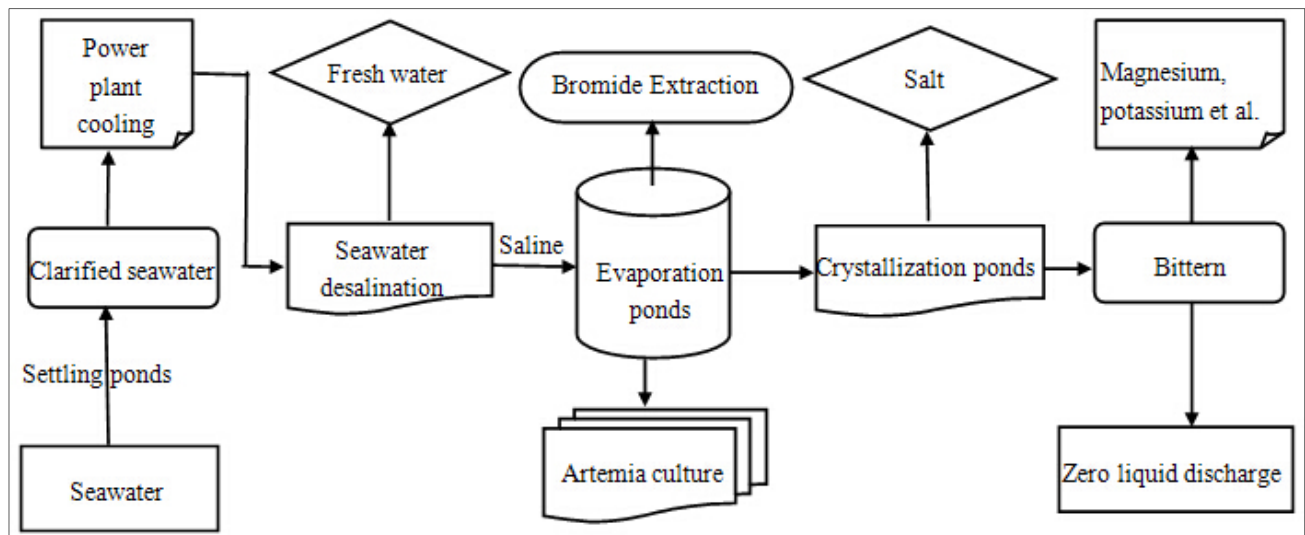 Power
plant
cooling
Fresh water
Bromide Extraction
Salt
Magnesium,
potassium et al.
Clarified seawater
Seawater
desalination
Saline
Evaporation
ponds
Crystallization ponds
Bittern
Settling ponds
Seawater
Artemia culture
Zero liquid discharge